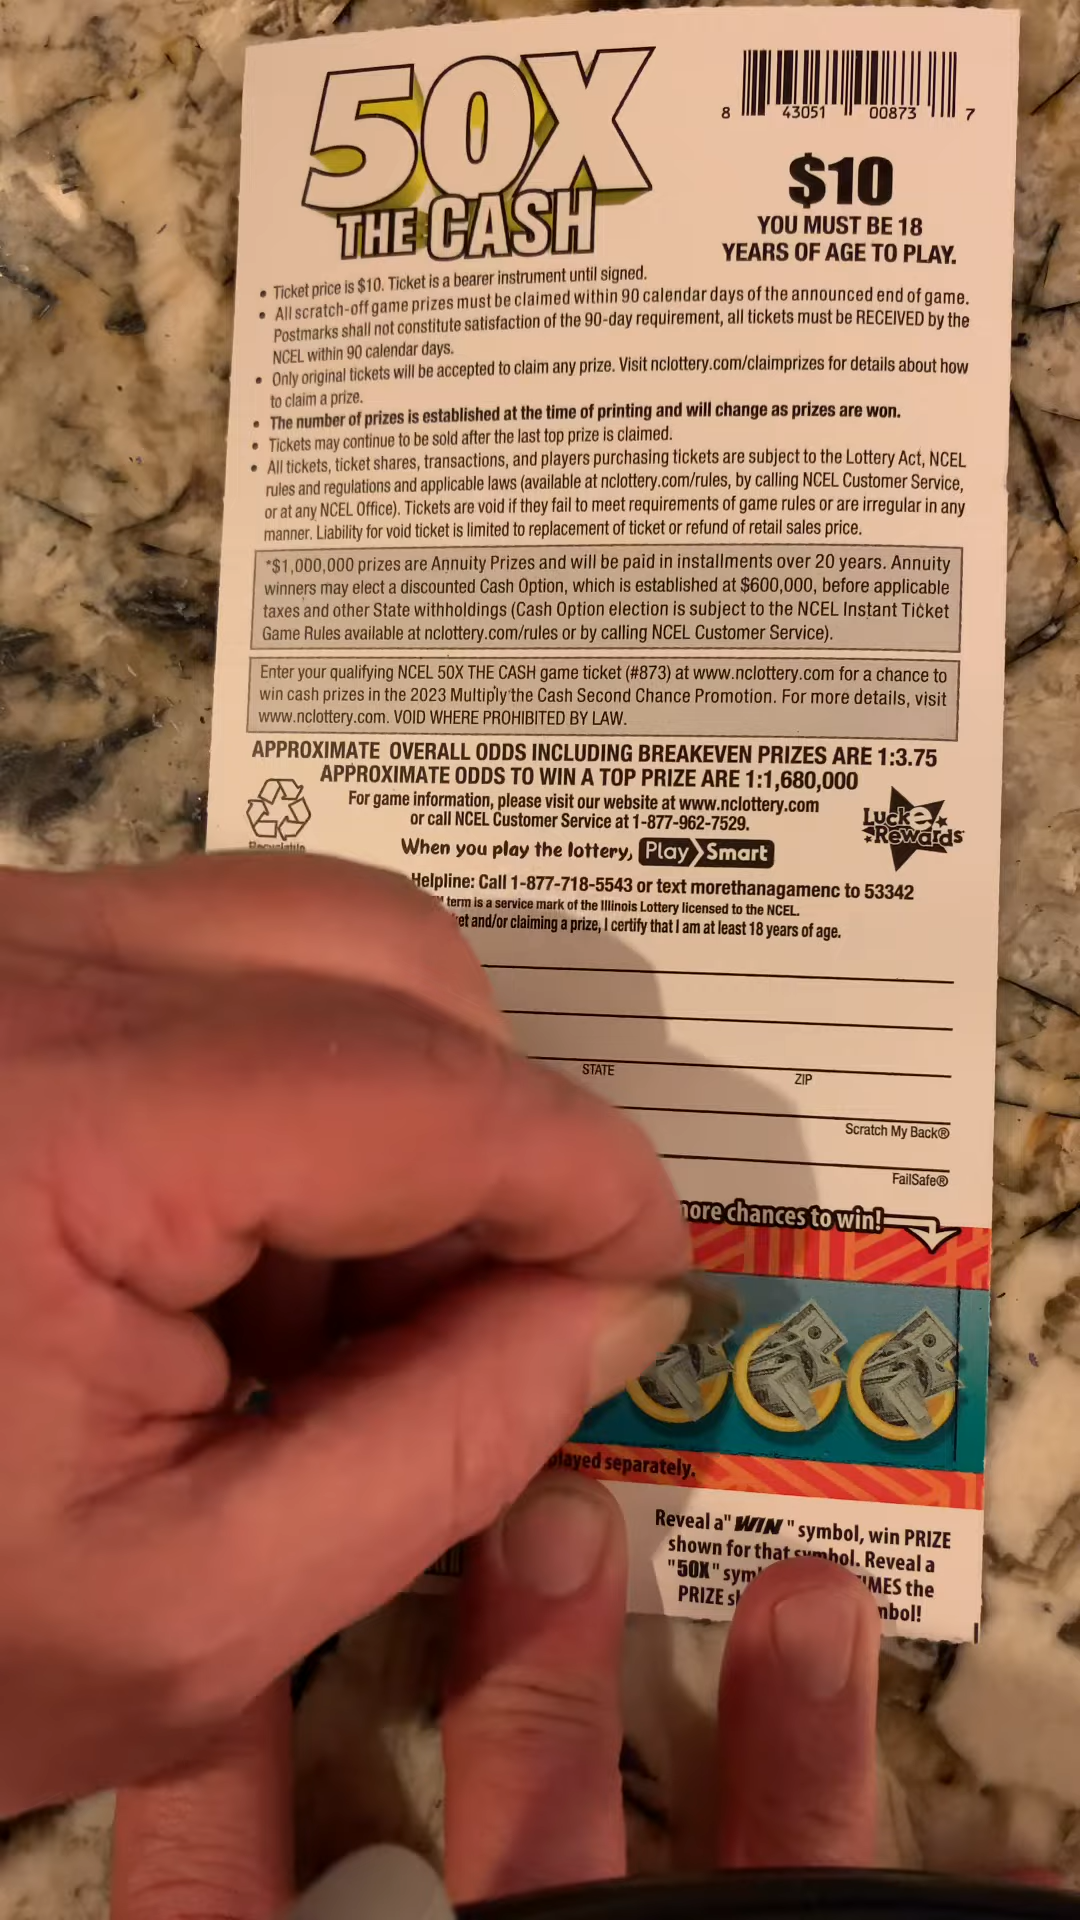 50X
THE CASH
8 43051 00873 7
$10
YOU MUST BE 18
YEARS OF AGE TO PLAY.
• Ticket price is $10. Ticket is a bearer instrument until signed.
• All scratch-off game prizes must be claimed within 90 calendar days of the announced end of game.
Postmarks shall not constitute satisfaction of the 90-day requirement, all tickets must be RECEIVED by the
NCEL within 90 calendar days.
• Only original tickets will be accepted to claim any prize. Visit nclottery.com/claimprizes for details about how
to claim a prize.
• The number of prizes is established at the time of printing and will change as prizes are won.
• Tickets may continue to be sold after the last top prize is claimed.
• All tickets, ticket shares, transactions, and players purchasing tickets are subject to the Lottery Act, NCEL
rules and regulations and applicable laws (available at nclottery.com/rules, by calling NCEL Customer Service,
or at any NCEL Office). Tickets are void if they fail to meet requirements of game rules or are irregular in any
manner. Liability for void ticket is limited to replacement of ticket or refund of retail sales price.
*$1,000,000 prizes are Annuity Prizes and will be paid in installments over 20 years. Annuity
winners may elect a discounted Cash Option, which is established at $600,000, before applicable
taxes and other State withholdings (Cash Option election is subject to the NCEL Instant Ticket
Game Rules available at nclottery.com/rules or by calling NCEL Customer Service).
Enter your qualifying NCEL 50X THE CASH game ticket (#873) at www.nclottery.com for a chance to
win cash prizes in the 2023 Multiply the Cash Second Chance Promotion. For more details, visit
www.nclottery.com. VOID WHERE PROHIBITED BY LAW.
APPROXIMATE OVERALL ODDS INCLUDING BREAKEVEN PRIZES ARE 1:3.75
APPROXIMATE ODDS TO WIN A TOP PRIZE ARE 1:1,680,000
For game information, please visit our website at www.nclottery.com
or call NCEL Customer Service at 1-877-962-7529.
Lucke
Rewards
When you play the lottery, Play Smart
Helpline: Call 1-877-718-5543 or text morethanagamenc to 53342
term is a service mark of the Illinois Lottery licensed to the NCEL.
and/or claiming a prize, I certify that I am at least 18 years of age.
STATE ZIP
Scratch My Back®
FailSafe®
chances to win!
separately.
Reveal a "WIN" symbol, win PRIZE
shown for that symbol. Reveal a
"50X" the
PRIZE